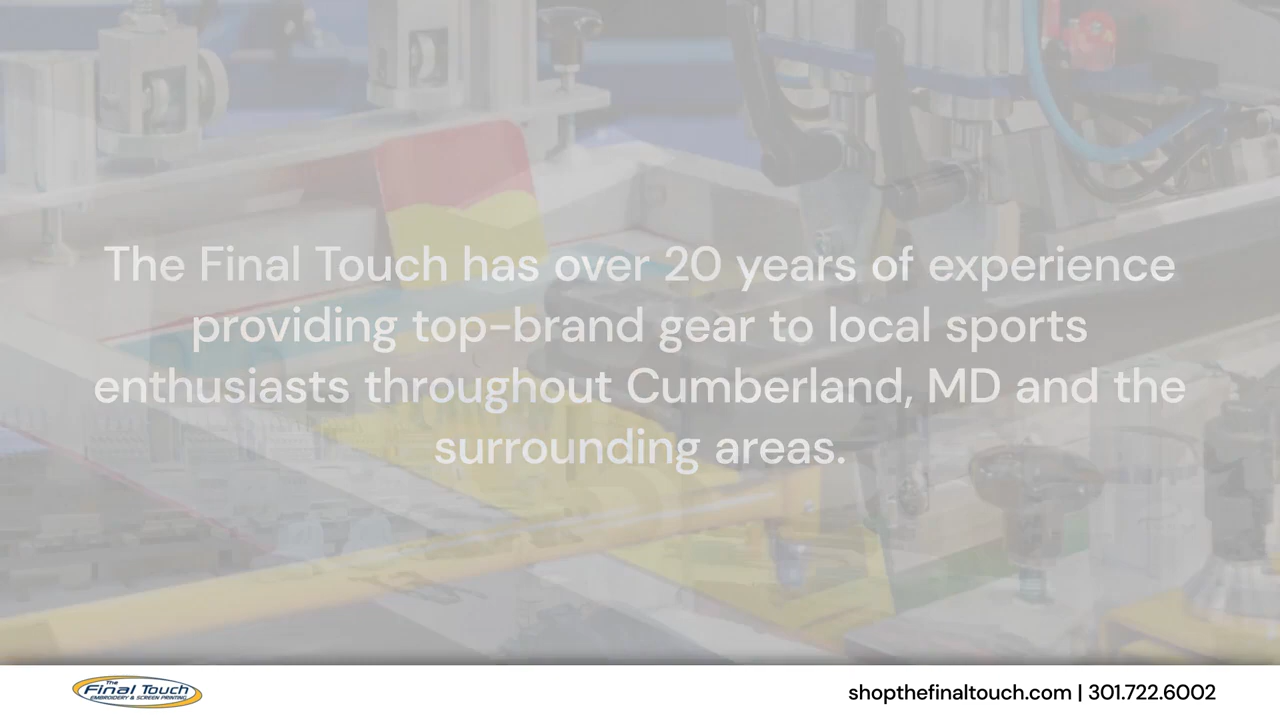 The Final Touch has over 20 years of experience
providing top-brand gear to local sports
enthusiasts throughout Cumberland, MD and the
surrounding areas.
The
Final Touch
EMBROIDERY & SCREEN PRINTING
shopthefinaltouch.com | 301.722.6002